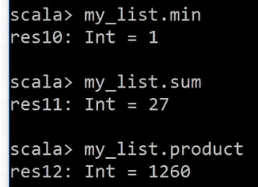 scala> my_list.min
res10: Int = 1
scala> my_list.sum
res11: Int = 27
scala> my_list.product
res12: Int = 1260